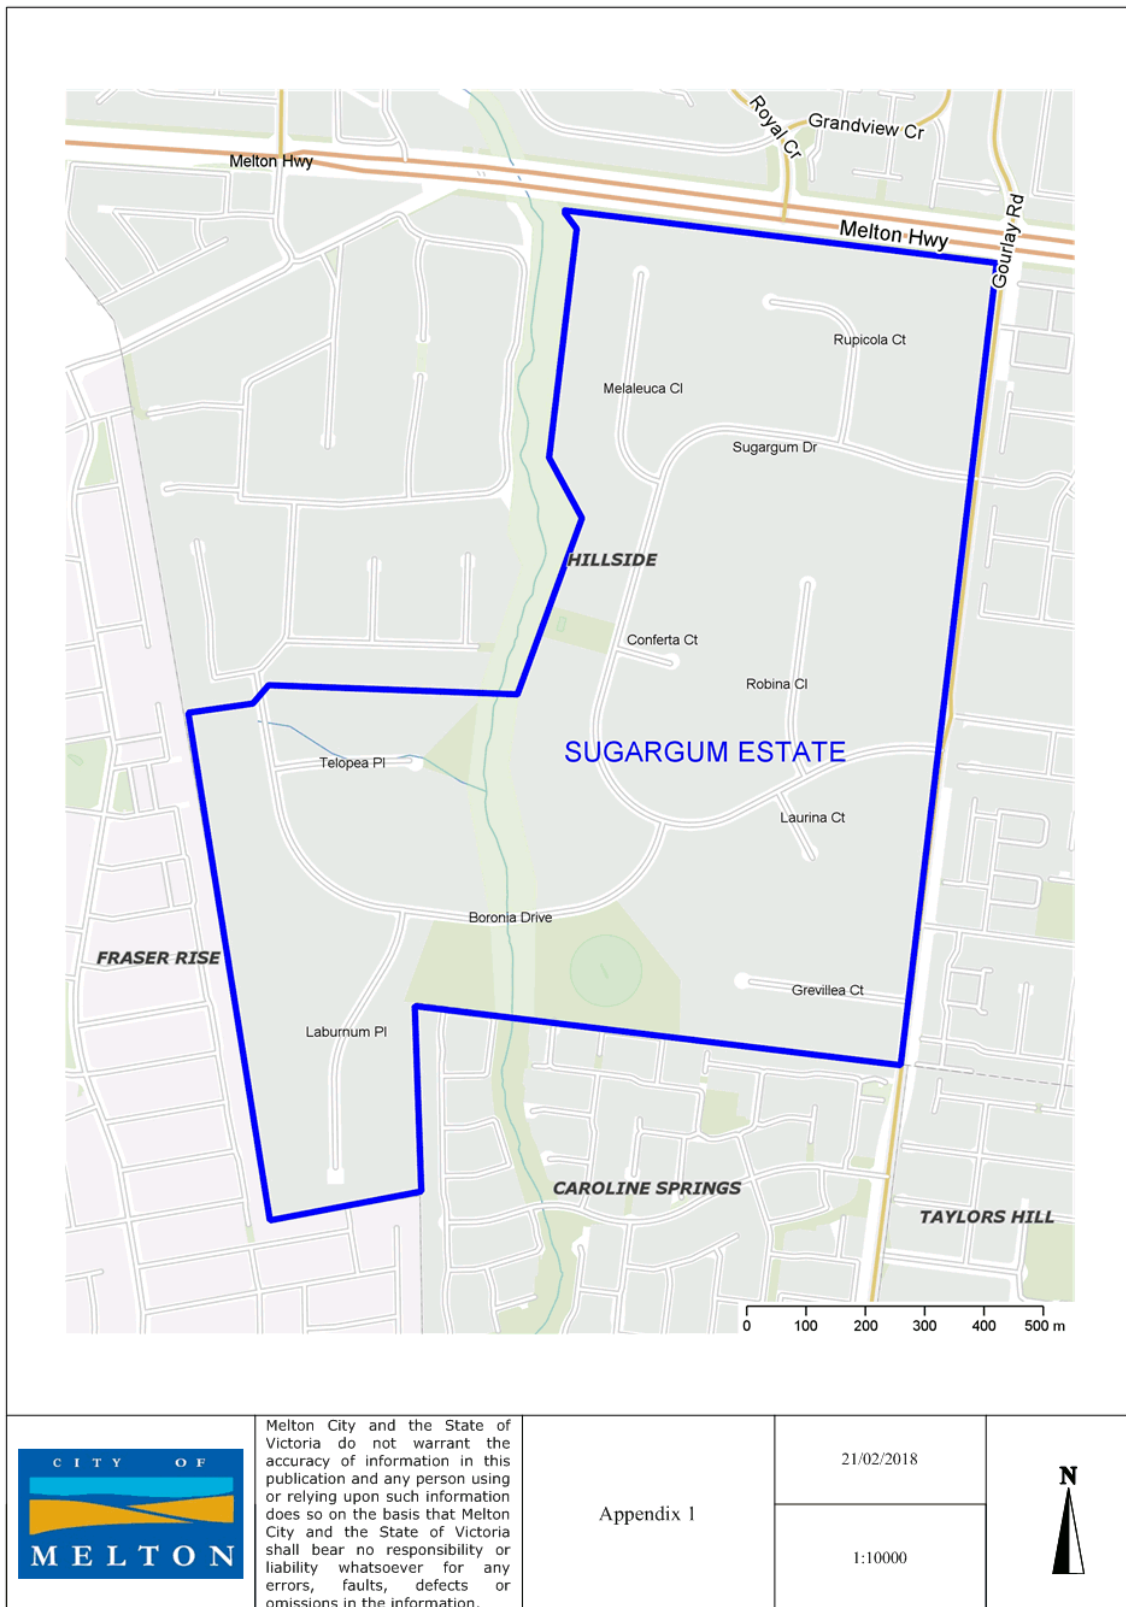 Royal Cr
Grandview Cr
Melton Hwy
Melton Hwy
Gourlay Rd
Rupicola Ct
Melaleuca Cl
Sugargum Dr
HILLSIDE
Conferta Ct
Robina Cl
SUGARGUM ESTATE
Telopea Pl
Laurina Ct
Boronia Drive
FRASER RISE
Grevillea Ct
Laburnum Pl
CAROLINE SPRINGS
TAYLORS HILL
0 100 200 300 400 500 m
CITY OF
MELTON
Melton City and the State of
Victoria do not warrant the
accuracy of information in this
publication and any person using
or relying upon such information
does so on the basis that Melton
City and the State of Victoria
shall bear no responsibility or
liability whatsoever for any
errors, faults, defects or
omissions in the information.
Appendix 1
21/02/2018
1:10000
N